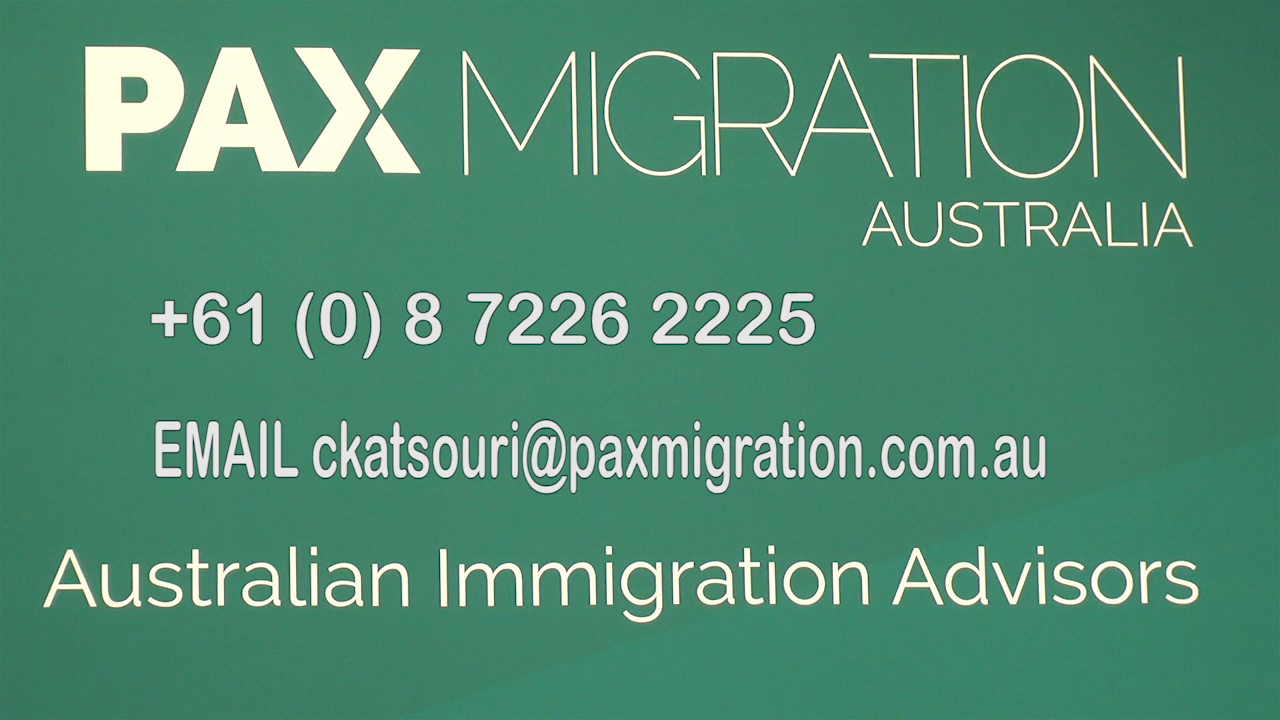 PAX MIGRATION
AUSTRALIA
+61 (0) 8 7226 2225
EMAIL ckatsouri@paxmigration.com.au
Australian Immigration Advisors